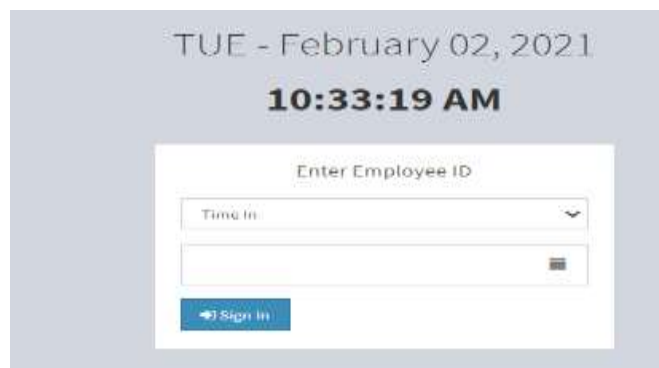 TUE - February 02, 2021
10:33:19 AM
Enter Employee ID
Time In
Sign In